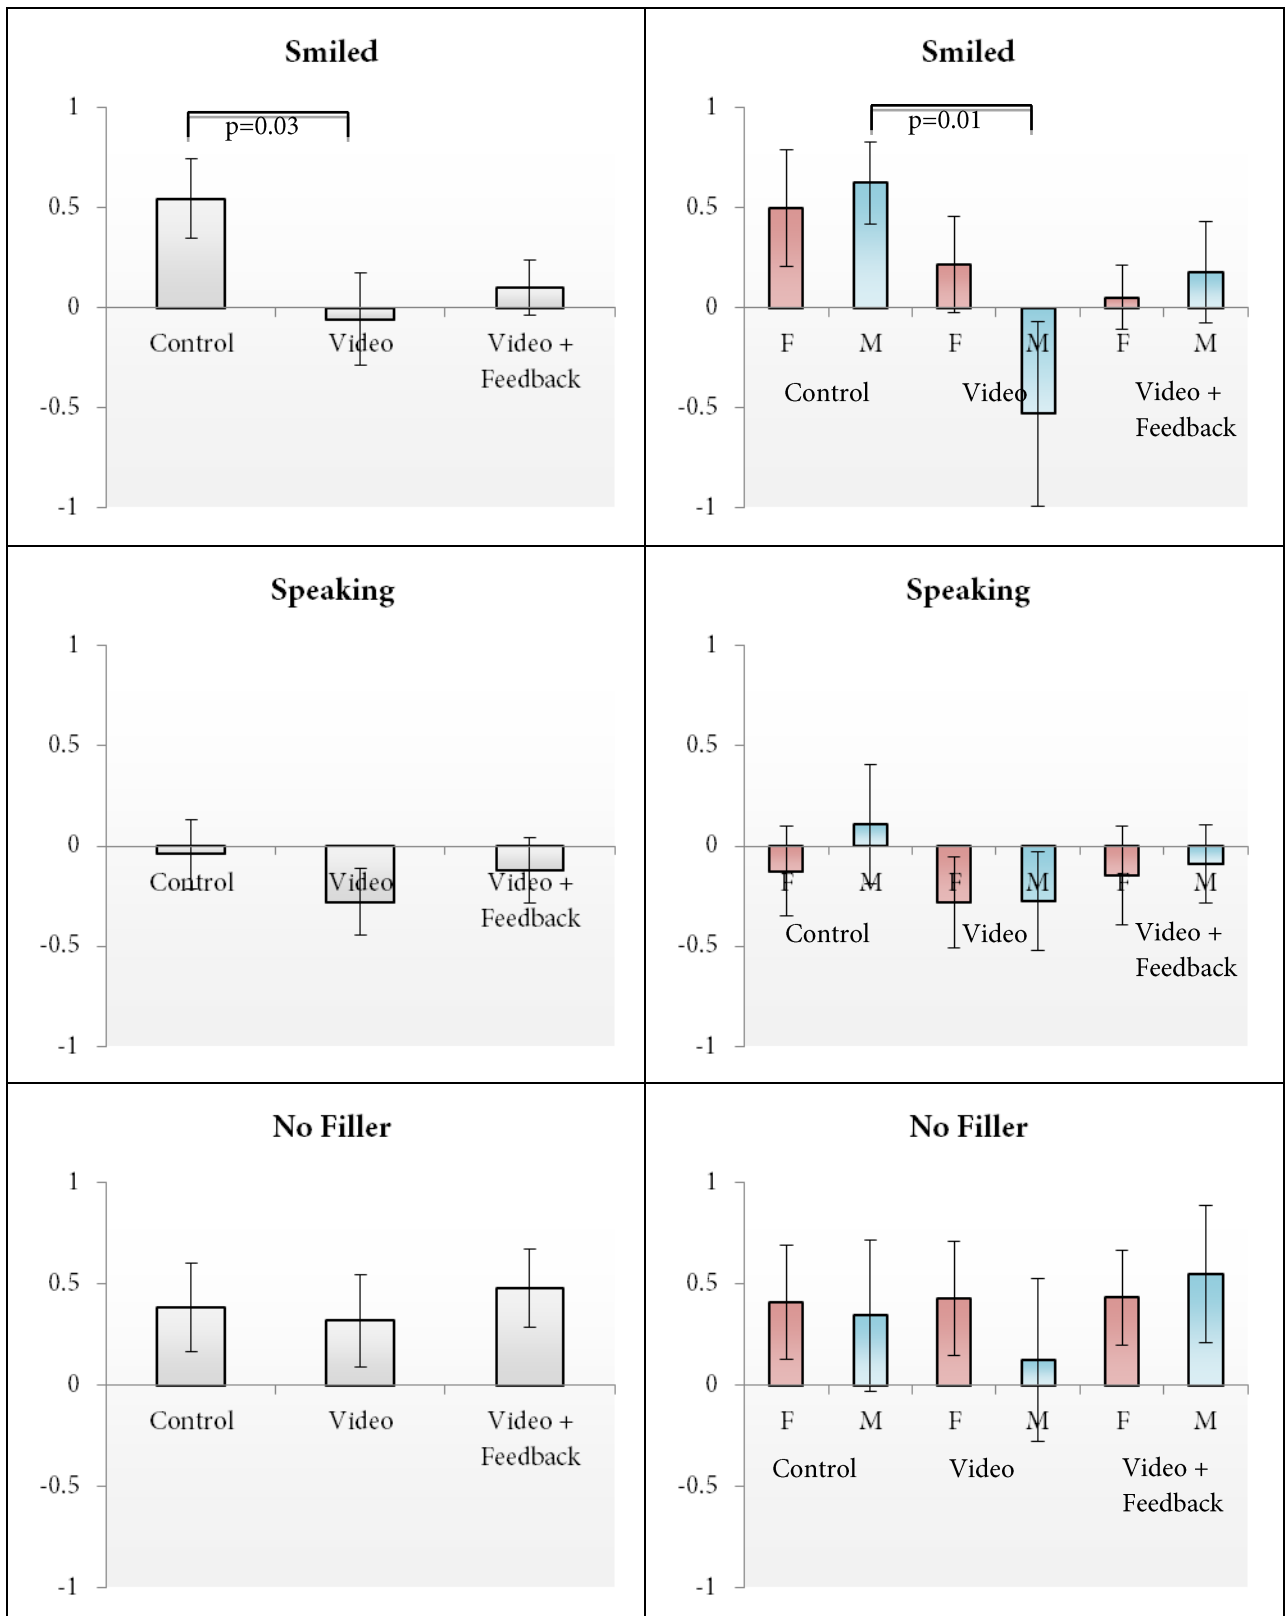 Smiled
1
p=0.03
0.5
0
Control Video Video +
Feedback
-0.5
-1
Smiled
1
p=0.01
0.5
0
F M F M F M
Control Video Video +
Feedback
-0.5
-1
Speaking
1
0.5
0
Control Video Video +
Feedback
-0.5
-1
Speaking
1
0.5
0
F M F M F M
Control Video Video +
Feedback
-0.5
-1
No Filler
1
0.5
0
Control Video Video +
Feedback
-0.5
-1
No Filler
1
0.5
0
F M F M F M
Control Video Video +
Feedback
-0.5
-1